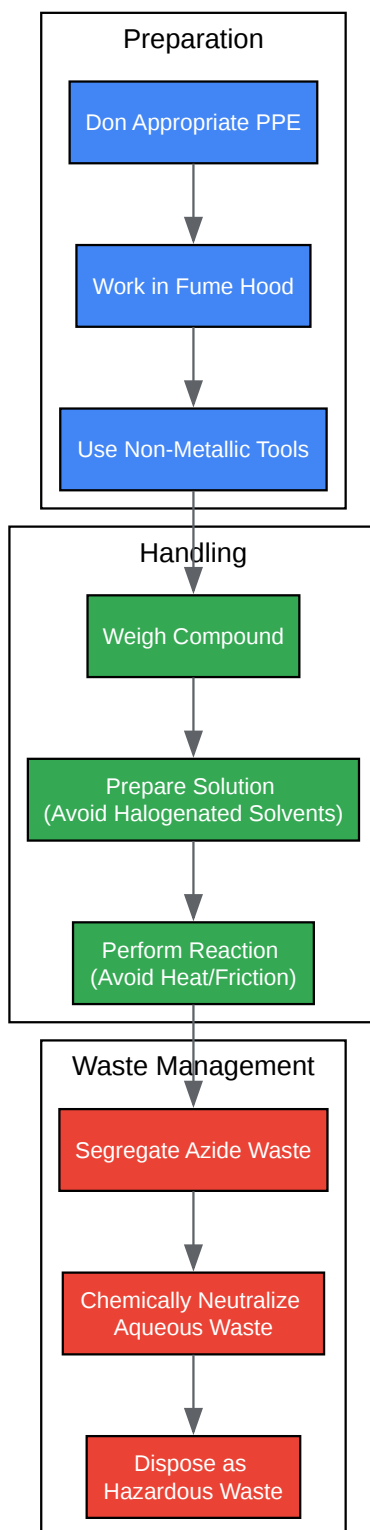 Preparation
Don Appropriate PPE
Work in Fume Hood
Use Non-Metallic Tools
Handling
Weigh Compound
Prepare Solution
(Avoid Halogenated Solvents)
Perform Reaction
(Avoid Heat/Friction)
Waste Management
Segregate Azide Waste
Chemically Neutralize
Aqueous Waste
Dispose as
Hazardous Waste